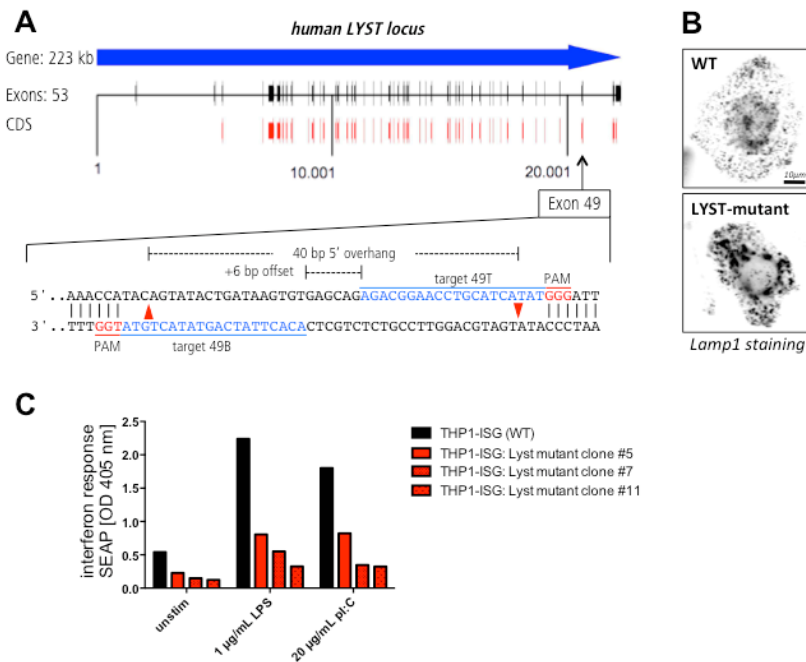 A
human LYST locus
Gene: 223 kb
Exons: 53
CDS
1
10.001
20.001
Exon 49
40 bp 5' overhang
+6 bp offset
target 49T
PAM
5'..AAACCATACAGTATACTGATAAGTGTGAGCAGAGACGGAACCTGCATCATATGGGATT
3'..TTTGGTATGTCATATGACTATTCACACTCGTCTCTGCCTTGGACGTAGTATACCCTAA
PAM
target 49B
B
WT
10µm
LYST-mutant
Lamp1 staining
C
interferon response
SEAP [OD 405 nm]
2.5
2.0
1.5
1.0
0.5
0.0
unstim
1 µg/mL LPS
20 µg/mL pI:C
THP1-ISG (WT)
THP1-ISG: Lyst mutant clone #5
THP1-ISG: Lyst mutant clone #7
THP1-ISG: Lyst mutant clone #11